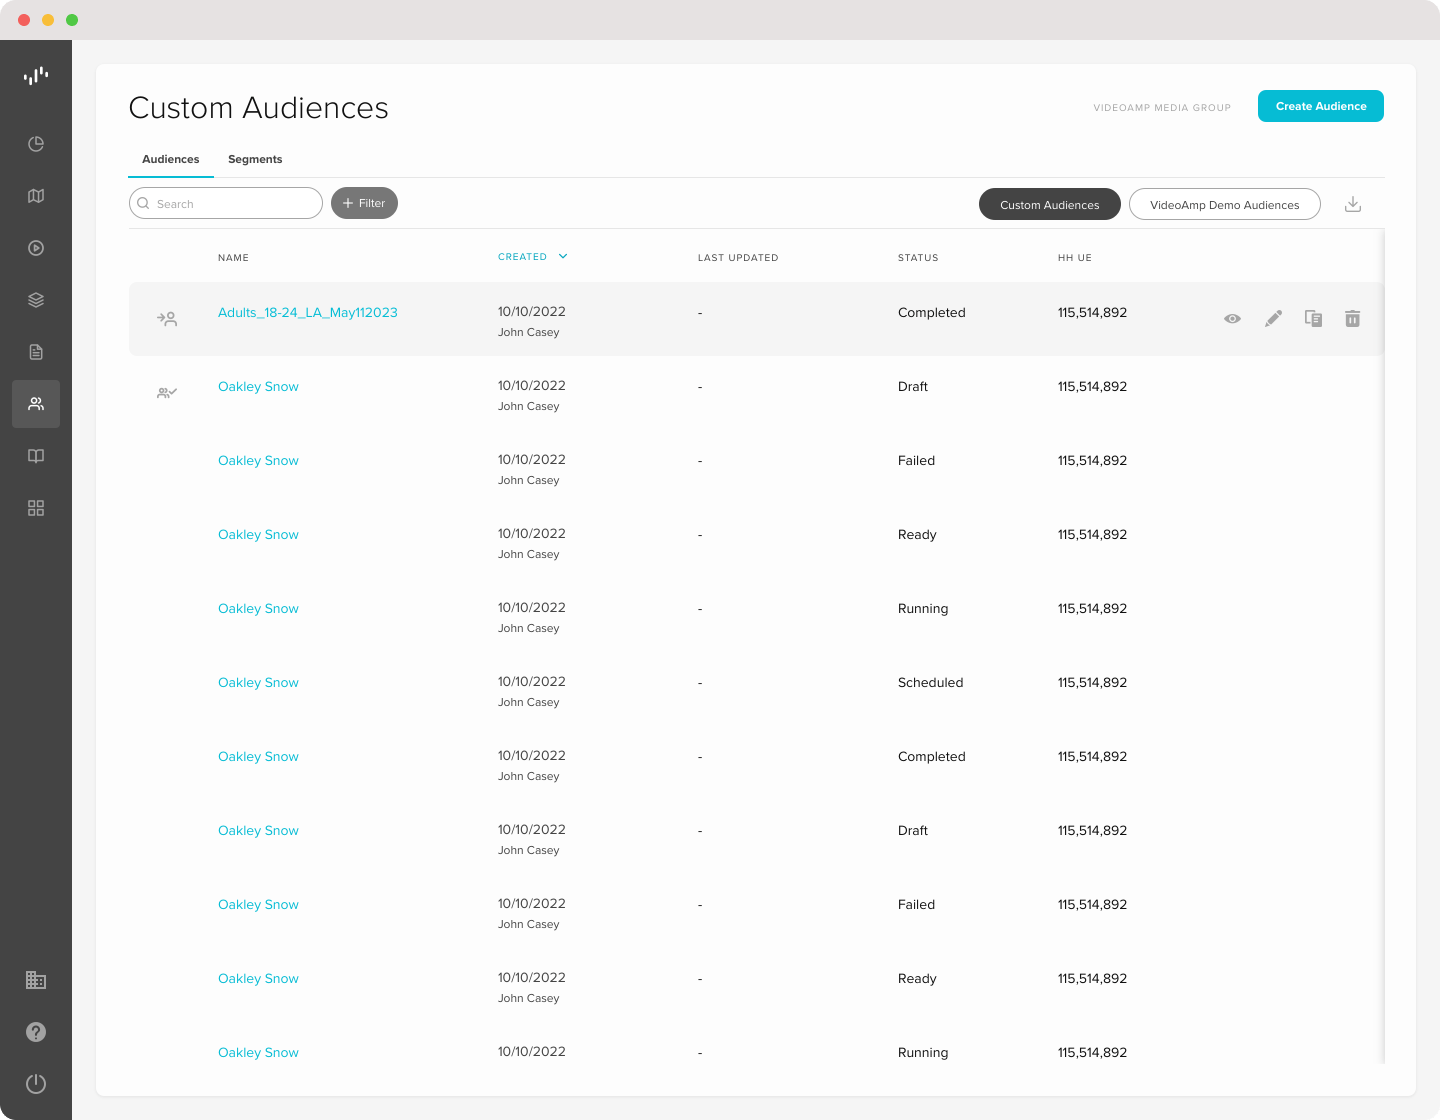 Custom Audiences
VIDEOAMP MEDIA GROUP
Create Audience
Audiences Segments
Search
Filter
Custom Audiences
VideoAmp Demo Audiences
NAME CREATED LAST UPDATED STATUS HH UE
Adults_18-24_LA_May112023 10/10/2022 - Completed 115,514,892
John Casey
Oakley Snow 10/10/2022 - Draft 115,514,892
John Casey
Oakley Snow 10/10/2022 - Failed 115,514,892
John Casey
Oakley Snow 10/10/2022 - Ready 115,514,892
John Casey
Oakley Snow 10/10/2022 - Running 115,514,892
John Casey
Oakley Snow 10/10/2022 - Scheduled 115,514,892
John Casey
Oakley Snow 10/10/2022 - Completed 115,514,892
John Casey
Oakley Snow 10/10/2022 - Draft 115,514,892
John Casey
Oakley Snow 10/10/2022 - Failed 115,514,892
John Casey
Oakley Snow 10/10/2022 - Ready 115,514,892
John Casey
Oakley Snow 10/10/2022 - Running 115,514,892